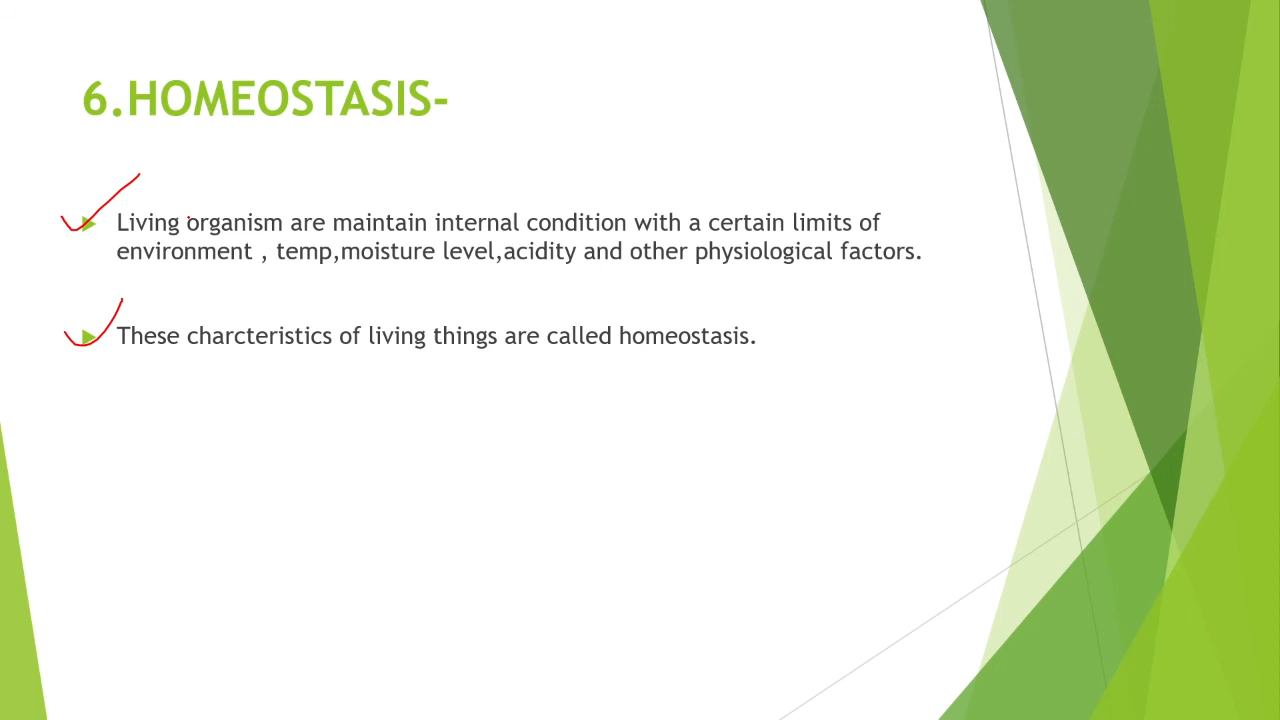 6.HOMEOSTASIS-
Living organism are maintain internal condition with a certain limits of
environment , temp,moisture level,acidity and other physiological factors.
These charcteristics of living things are called homeostasis.